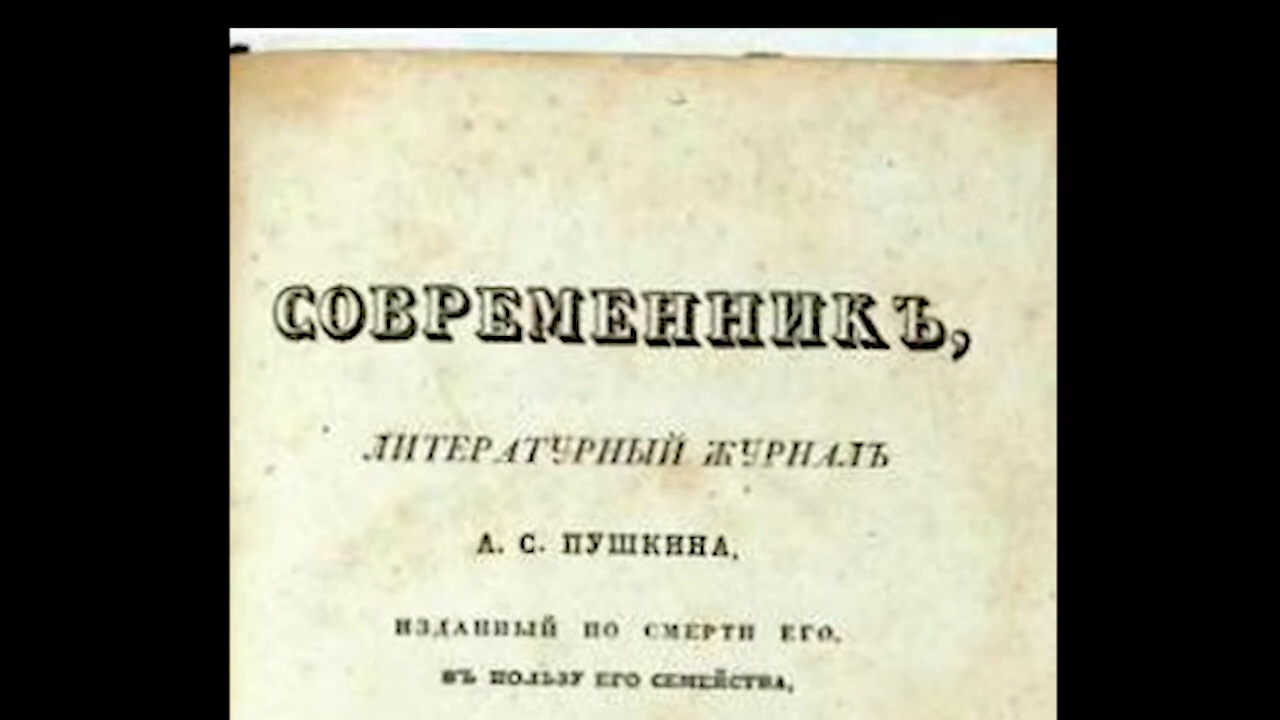 СОВРЕМЕННИКЪ,
ЛИТЕРАТУРНЫЙ ЖУРНАЛЪ
А. С. ПУШКИНА,
ИЗДАННЫЙ ПО СМЕРТИ ЕГО.
ВЪ ПОЛЬЗУ ЕГО СЕМЕЙСТВА,